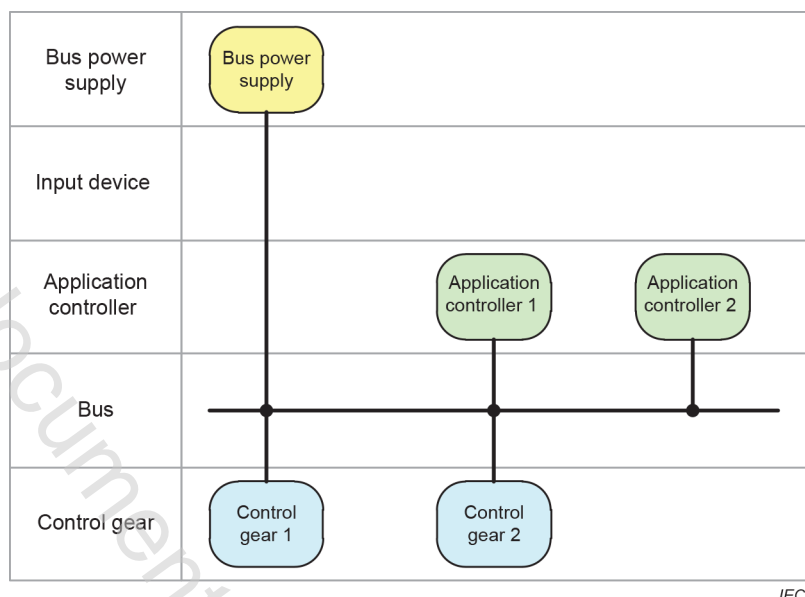 Bus power
supply
Bus power
supply
Input device
Application
controller
Application
controller 1
Application
controller 2
Bus
Control gear
Control
gear 1
Control
gear 2
IEC